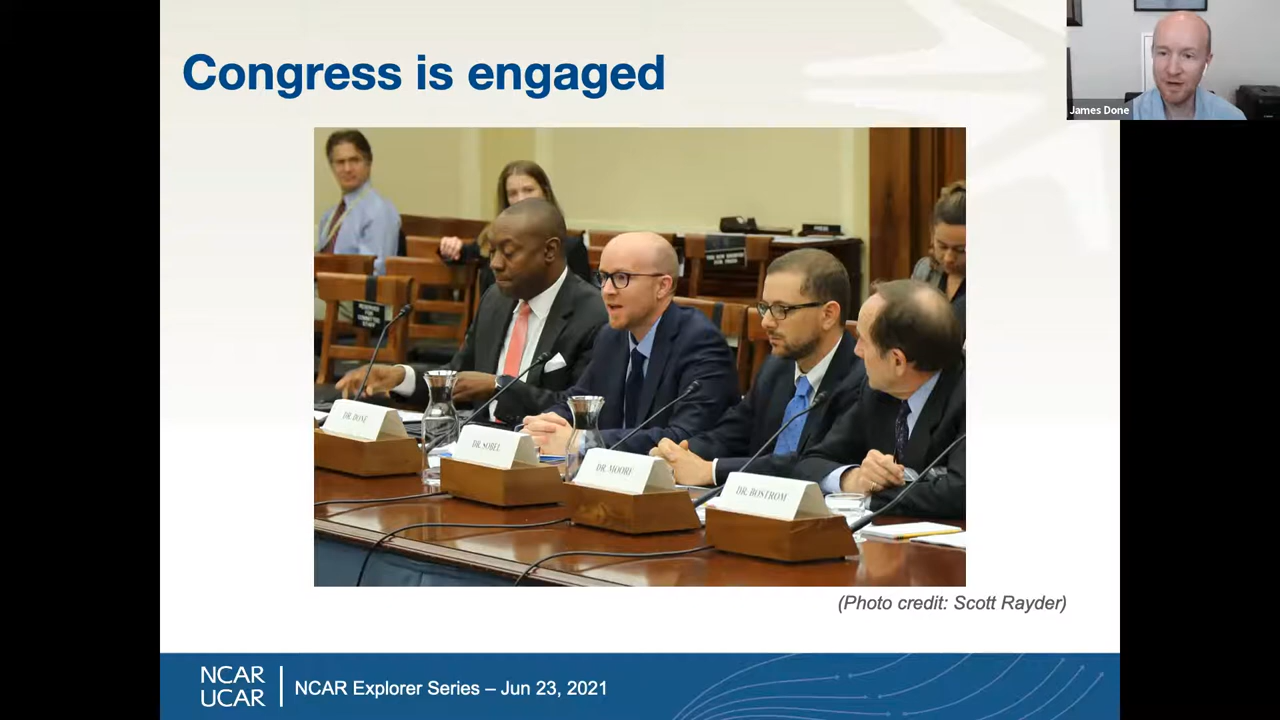 Congress is engaged
James Done
DR. DONE
DR. SOBEL
DR. MOORE
DR. BOSTROM
(Photo credit: Scott Rayder)
NCAR
UCAR
NCAR Explorer Series – Jun 23, 2021